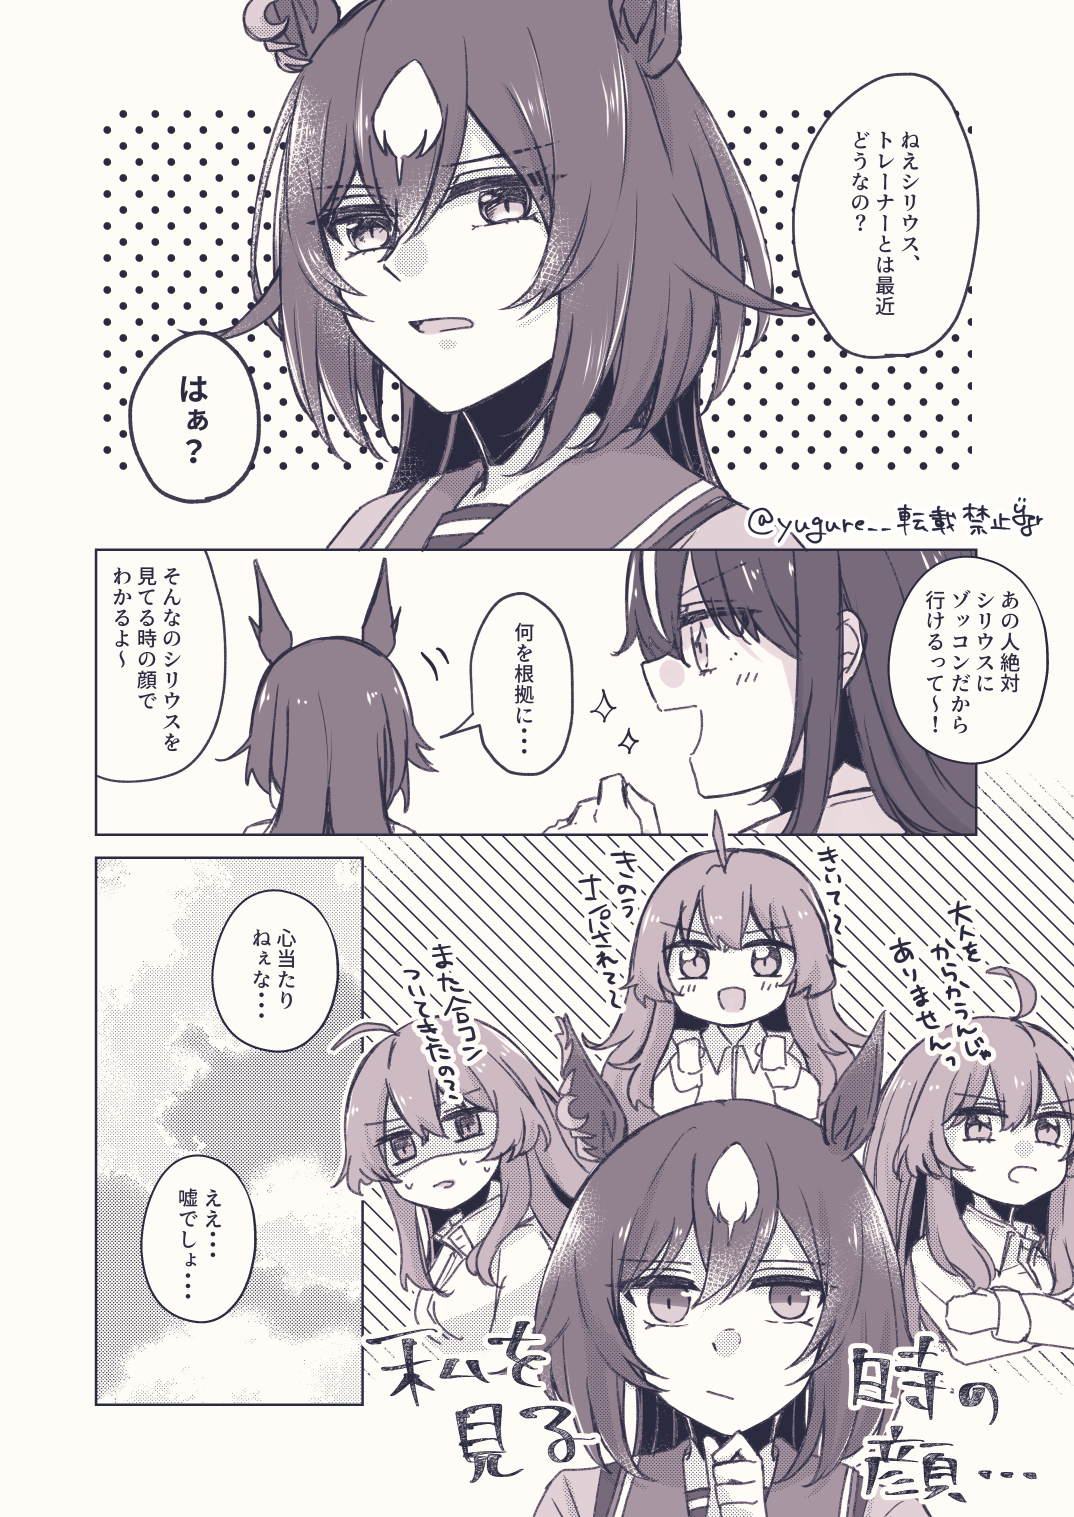 ねえシリウス、
トレーナーとは最近
どうなの？
はぁ？
@yugure__転載禁止
あの人絶対
シリウスに
ゾッコンだから
行けるって〜！
何を根拠に・・・
そんなのシリウスを
見てる時の顔で
わかるよ〜
きいて〜
きのう
ナンパされて〜
大人を
からかうんじゃ
ありませんっ
また合コン
ついてきたの？
私を
見る
時の
顔…
心当たり
ねぇな・・・
ええ・・・
嘘でしょ・・・